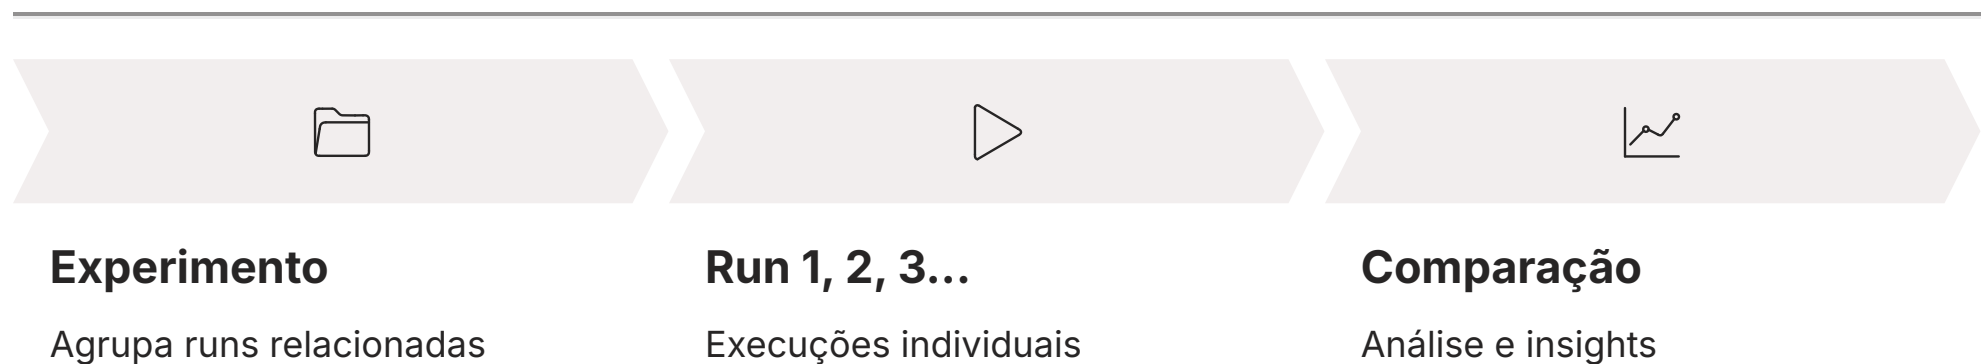 Experimento
Run 1, 2, 3...
Comparação
Agrupa runs relacionadas
Execuções individuais
Análise e insights